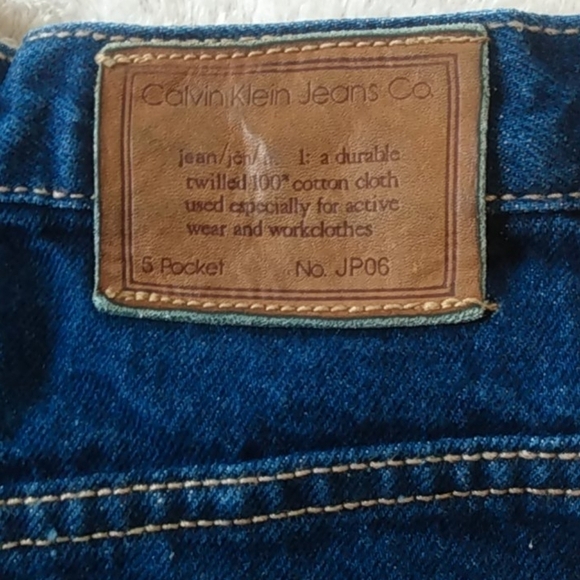 Calvin Klein Jeans Co.
jean/jen/ 1: a durable
twilled 100% cotton cloth
used especially for active
wear and workclothes
5 Pocket No. JP06